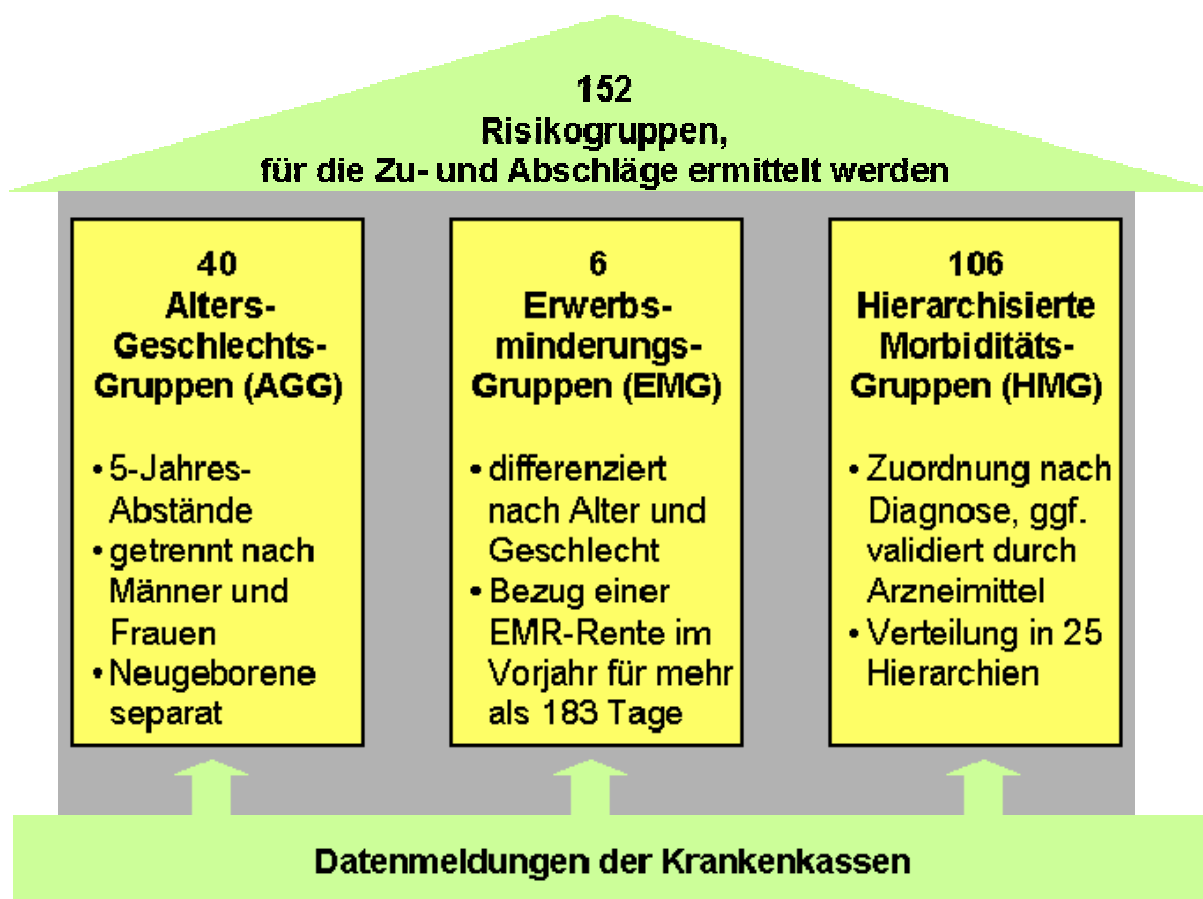 152
Risikogruppen,
für die Zu- und Abschläge ermittelt werden
40
Alters-
Geschlechts-
Gruppen (AGG)
• 5-Jahres-
Abstände
• getrennt nach
Männer und
Frauen
• Neugeborene
separat
6
Erwerbs-
minderungs-
Gruppen (EMG)
• differenziert
nach Alter und
Geschlecht
• Bezug einer
EMR-Rente im
Vorjahr für mehr
als 183 Tage
106
Hierarchisierte
Morbiditäts-
Gruppen (HMG)
• Zuordnung nach
Diagnose, ggf.
validiert durch
Arzneimittel
• Verteilung in 25
Hierarchien
Datenmeldungen der Krankenkassen